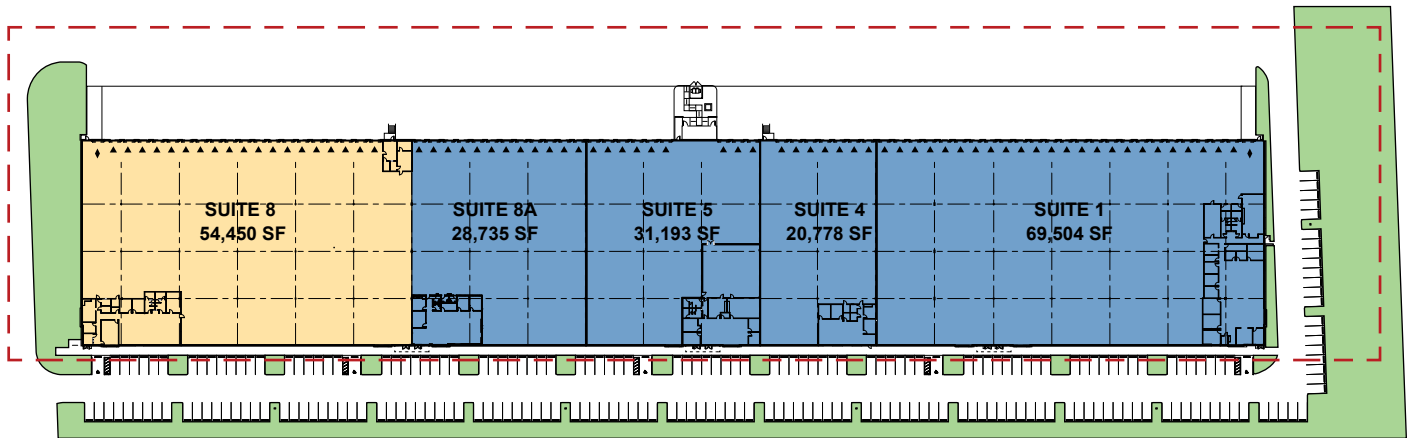 SUITE 8
54,450 SF
SUITE 8A
28,735 SF
SUITE 5
31,193 SF
SUITE 4
20,778 SF
SUITE 1
69,504 SF